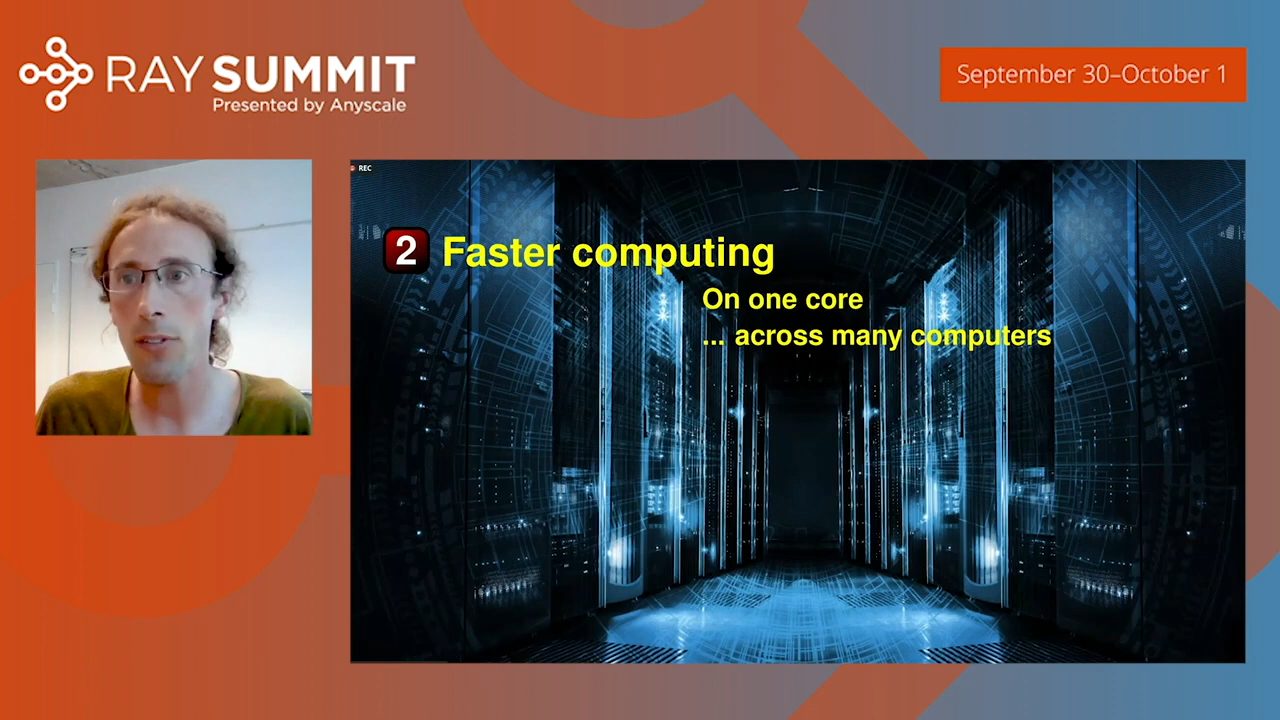 RAY SUMMIT
Presented by Anyscale
September 30–October 1
REC
2 Faster computing
On one core
... across many computers